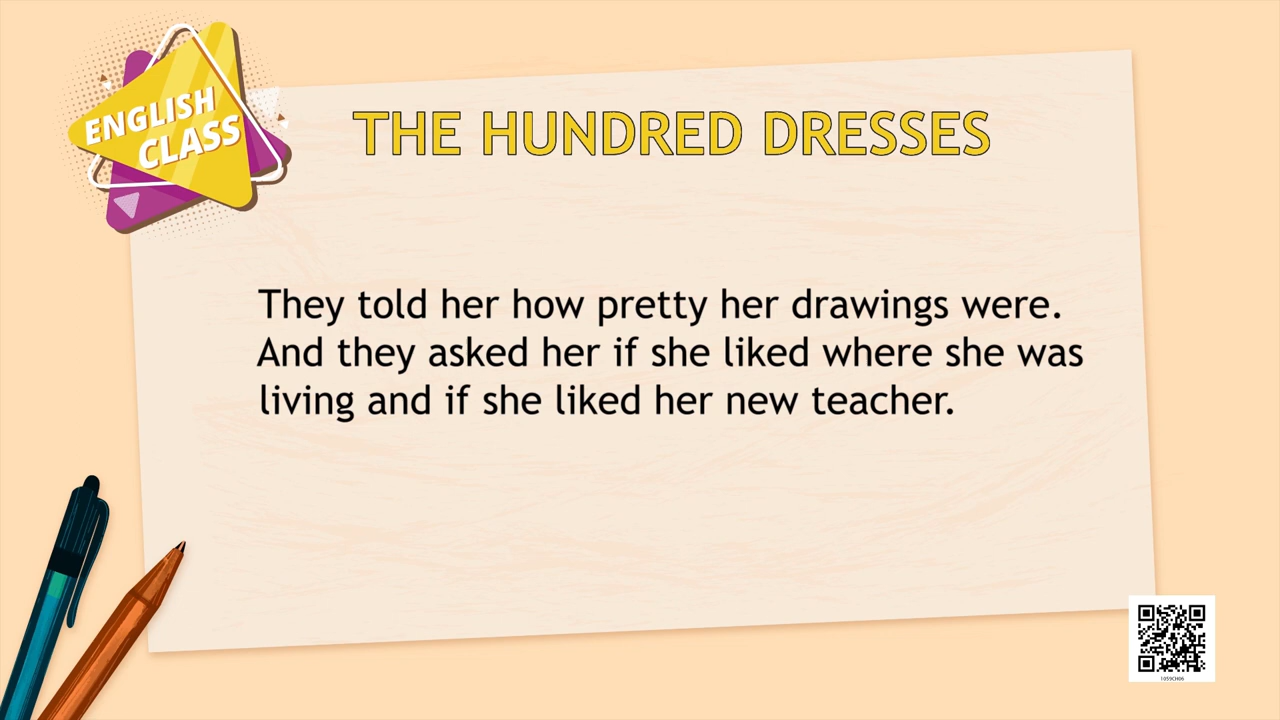 ENGLISH
CLASS
THE HUNDRED DRESSES
They told her how pretty her drawings were.
And they asked her if she liked where she was
living and if she liked her new teacher.
1059CH06